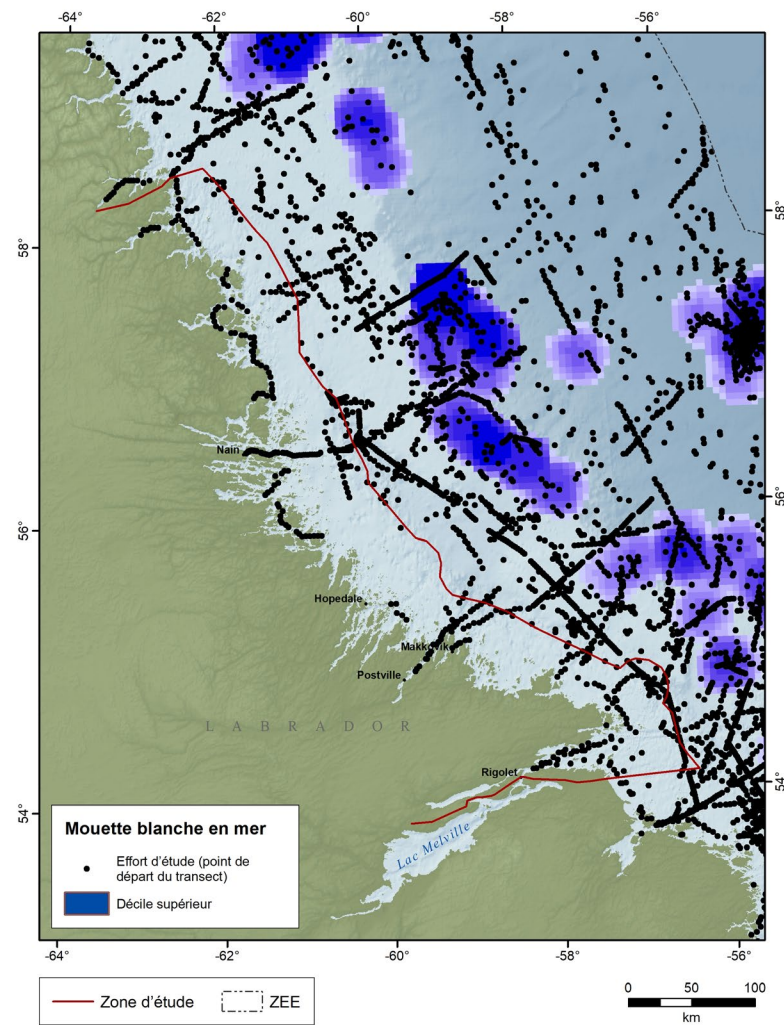 -64° -62° -60° -58° -56°
58°
58°
Nain
56°
56°
Hopedale
Makkovik
Postville
LABRADOR
Rigolet
54°
54°
Lac Melville
Mouette blanche en mer
Effort d'étude (point de
départ du transect)
Décile supérieur
-64° -62° -60° -58° -56°
Zone d'étude ZEE
0 50 100
km